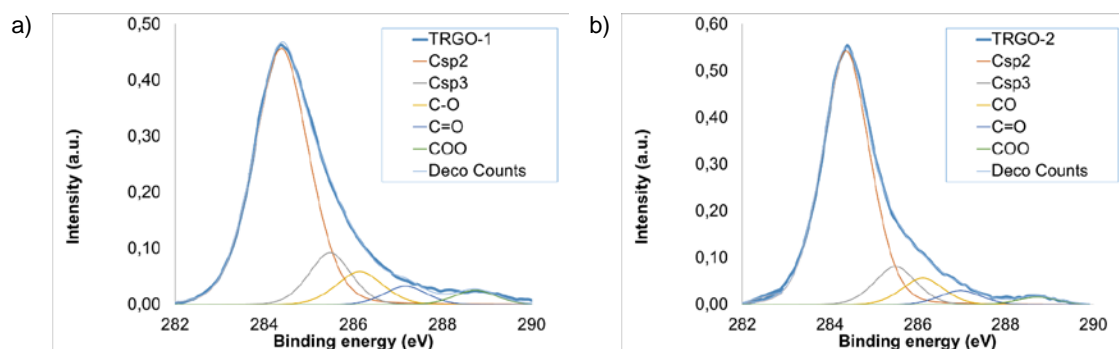 a)
Intensity (a.u.)
0,50
0,40
0,30
0,20
0,10
0,00
282
284
286
288
290
Binding energy (eV)
TRGO-1
Csp2
Csp3
C-O
C=O
COO
Deco Counts
b)
Intensity (a.u.)
0,60
0,50
0,40
0,30
0,20
0,10
0,00
282
284
286
288
290
Binding energy (eV)
TRGO-2
Csp2
Csp3
CO
C=O
COO
Deco Counts